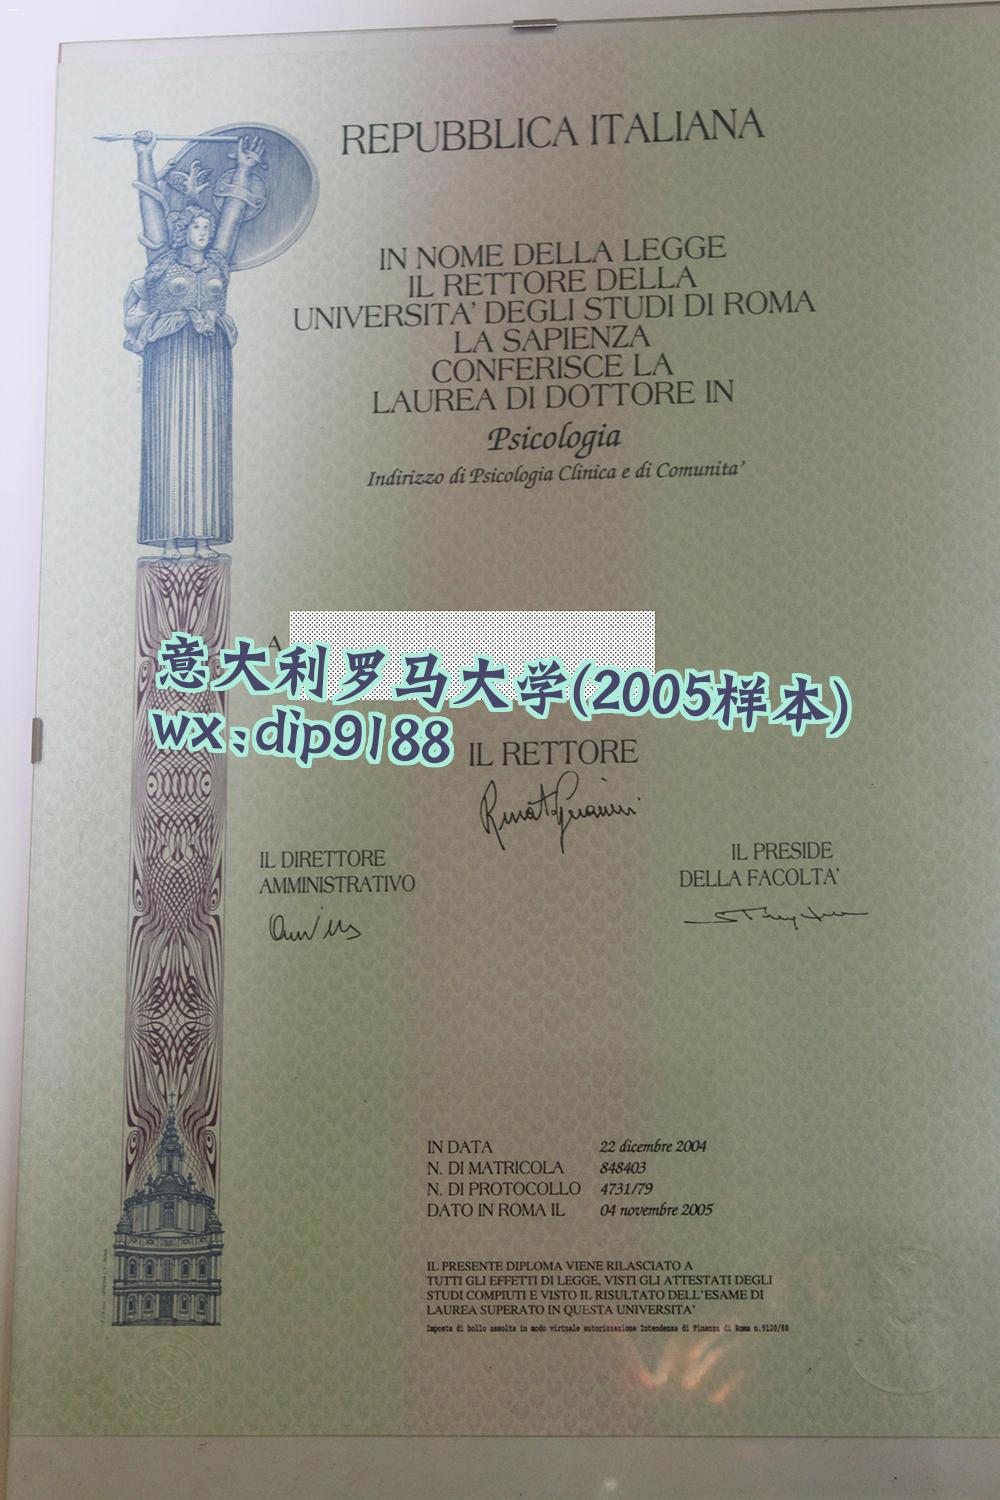 REPUBBLICA ITALIANA
IN NOME DELLA LEGGE
IL RETTORE DELLA
UNIVERSITA' DEGLI STUDI DI ROMA
LA SAPIENZA
CONFERISCE LA
LAUREA DI DOTTORE IN
Psicologia
Indirizzo di Psicologia Clinica e di Comunita'
A
意大利罗马大学(2005样本)
wx:dip9188
IL RETTORE
IL DIRETTORE
AMMINISTRATIVO
IL PRESIDE
DELLA FACOLTA'
IN DATA 22 dicembre 2004
N. DI MATRICOLA 848403
N. DI PROTOCOLLO 4731/79
DATO IN ROMA IL 04 novembre 2005
IL PRESENTE DIPLOMA VIENE RILASCIATO A
TUTTI GLI EFFETTI DI LEGGE, VISTI GLI ATTESTATI DEGLI
STUDI COMPIUTI E VISTO IL RISULTATO DELL'ESAME DI
LAUREA SUPERATO IN QUESTA UNIVERSITA'
Imposta di bollo assolta in modo virtuale autorizzazione Intendenza di Finanza di Roma n.9120/88